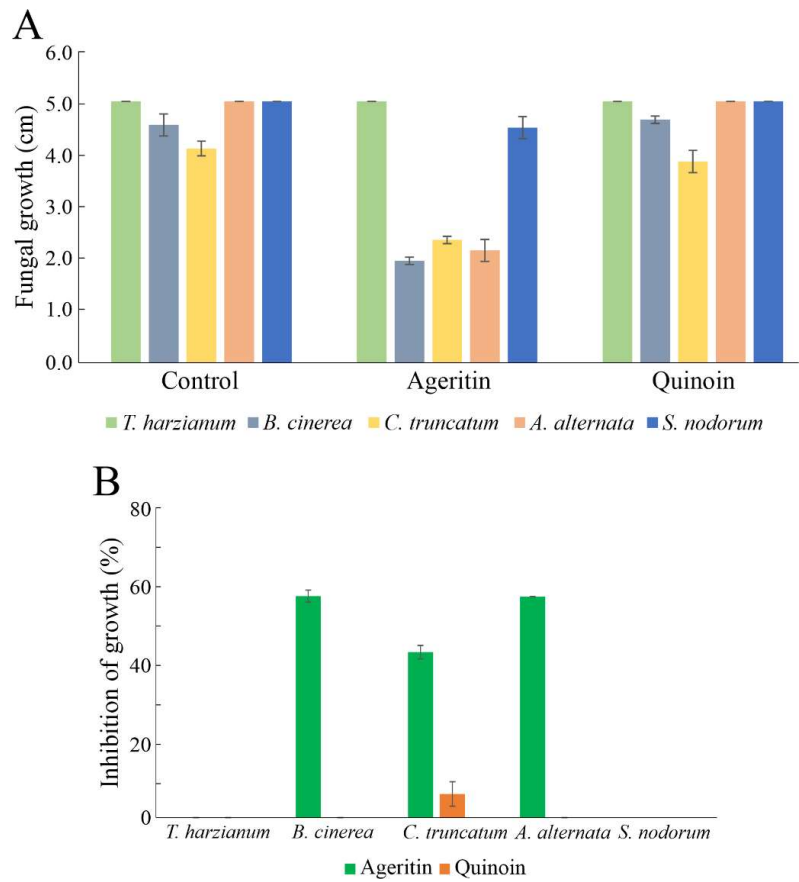 A
6.0
5.0
4.0
3.0
2.0
1.0
0.0
Fungal growth (cm)
Control Ageritin Quinoin
T. harzianum B. cinerea C. truncatum A. alternata S. nodorum
B
80
60
40
20
0
Inhibition of growth (%)
T. harzianum B. cinerea C. truncatum A. alternata S. nodorum
Ageritin Quinoin